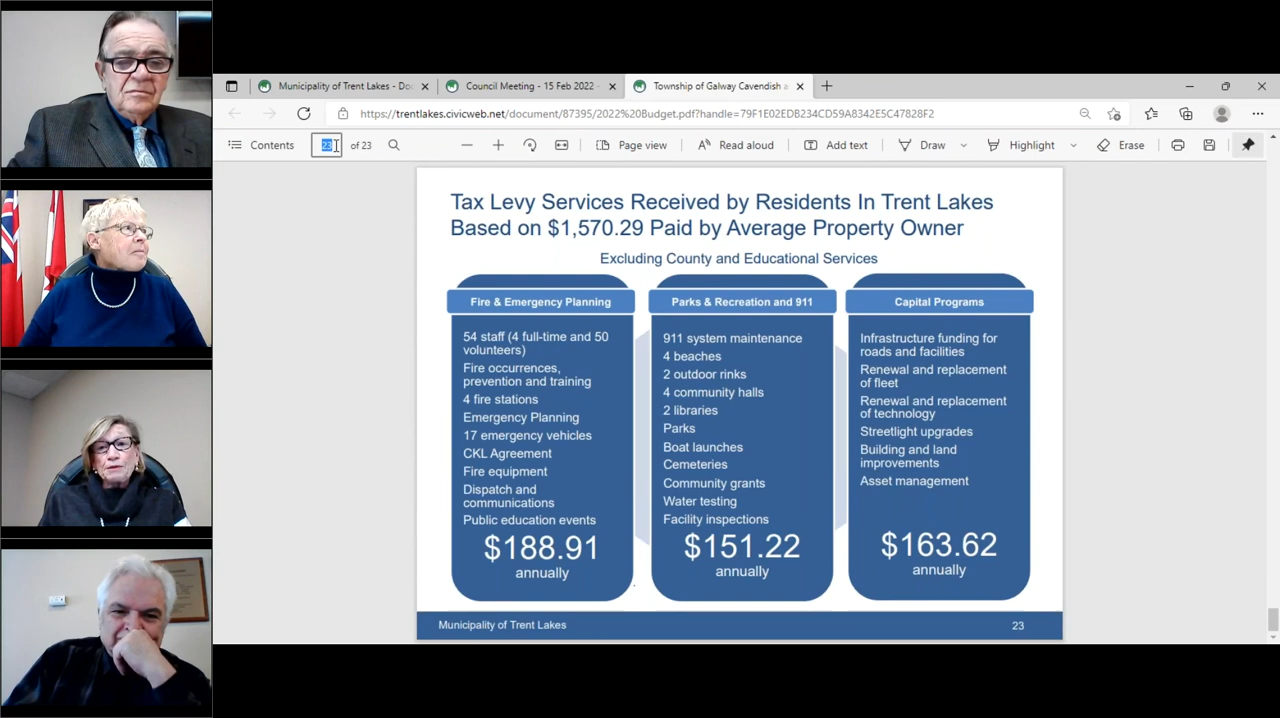 Municipality of Trent Lakes - Doc
Council Meeting - 15 Feb 2022 -
Township of Galway Cavendish a
https://trentlakes.civicweb.net/document/87395/2022%20Budget.pdf?handle=79F1E02EDB234CD59A8342E5C47828F2
Contents 23 of 23 Page view Read aloud Add text Draw Highlight Erase
Tax Levy Services Received by Residents In Trent Lakes
Based on $1,570.29 Paid by Average Property Owner
Excluding County and Educational Services
Fire & Emergency Planning
54 staff (4 full-time and 50
volunteers)
Fire occurrences,
prevention and training
4 fire stations
Emergency Planning
17 emergency vehicles
CKL Agreement
Fire equipment
Dispatch and
communications
Public education events
$188.91
annually
Parks & Recreation and 911
911 system maintenance
4 beaches
2 outdoor rinks
4 community halls
2 libraries
Parks
Boat launches
Cemeteries
Community grants
Water testing
Facility inspections
$151.22
annually
Capital Programs
Infrastructure funding for
roads and facilities
Renewal and replacement
of fleet
Renewal and replacement
of technology
Streetlight upgrades
Building and land
improvements
Asset management
$163.62
annually
Municipality of Trent Lakes 23